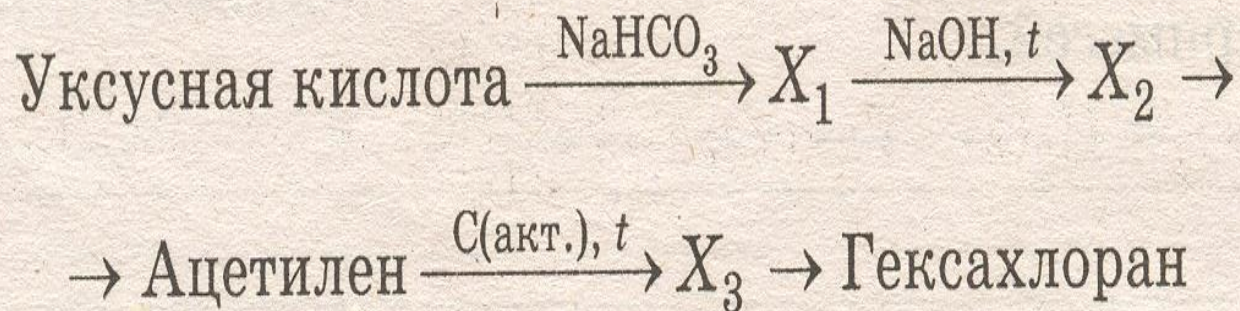 Уксусная кислота NaHCO₃ → X₁ NaOH, t → X₂ →
→ Ацетилен C(акт.), t → X₃ → Гексахлоран